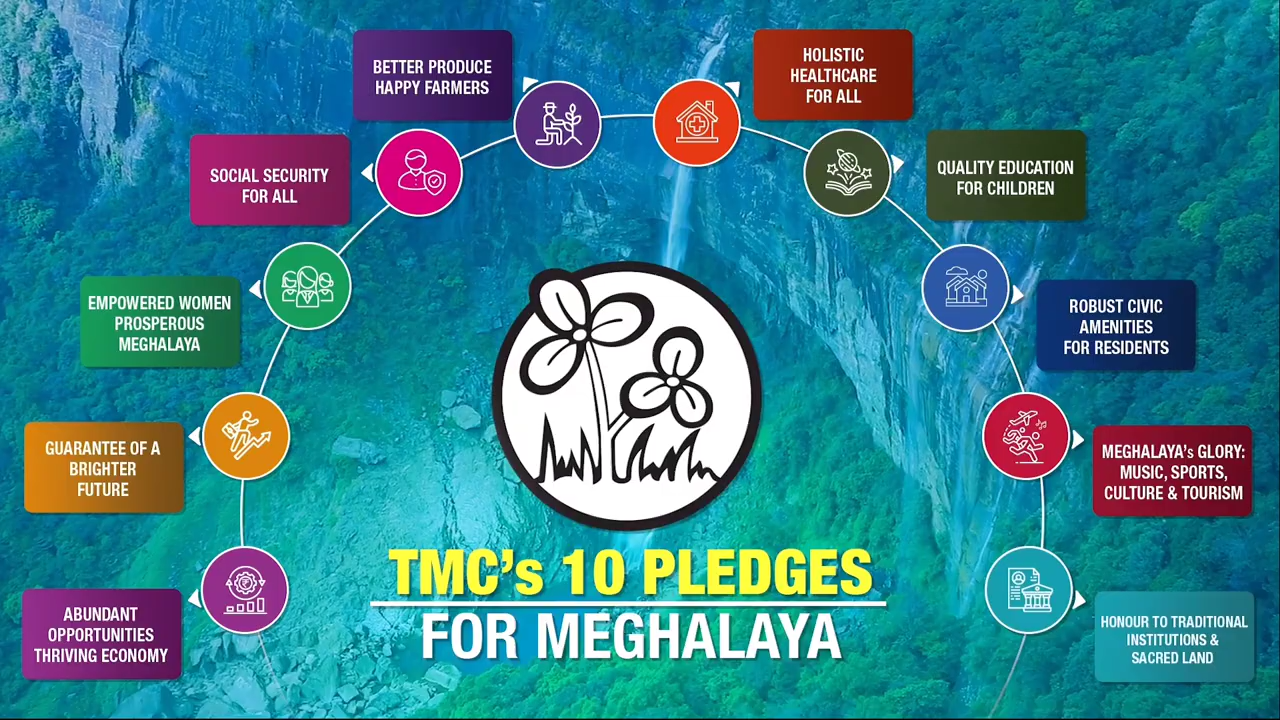 BETTER PRODUCE
HAPPY FARMERS
HOLISTIC
HEALTHCARE
FOR ALL
SOCIAL SECURITY
FOR ALL
QUALITY EDUCATION
FOR CHILDREN
EMPOWERED WOMEN
PROSPEROUS
MEGHALAYA
ROBUST CIVIC
AMENITIES
FOR RESIDENTS
GUARANTEE OF A
BRIGHTER
FUTURE
MEGHALAYA's GLORY:
MUSIC, SPORTS,
CULTURE & TOURISM
ABUNDANT
OPPORTUNITIES
THRIVING ECONOMY
HONOUR TO TRADITIONAL
INSTITUTIONS &
SACRED LAND
TMC's 10 PLEDGES
FOR MEGHALAYA